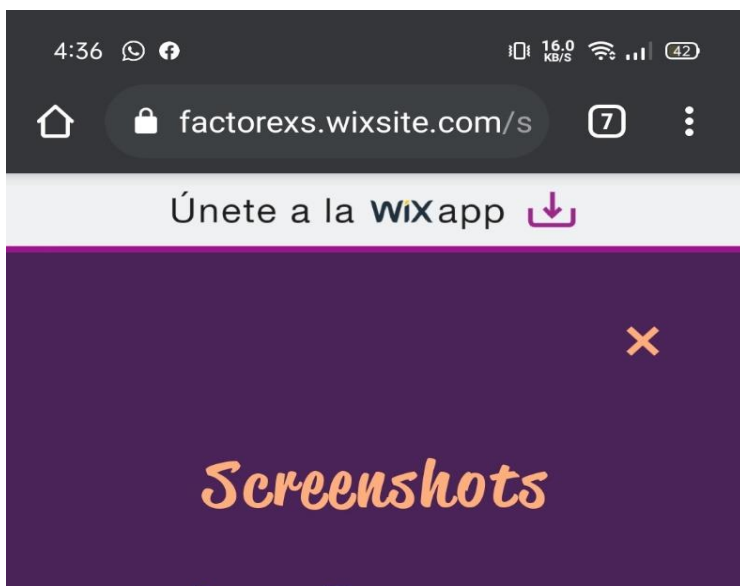 4:36 16.0 KB/S 42
factorexs.wixsite.com/s 7
Únete a la WiXapp
Screenshots